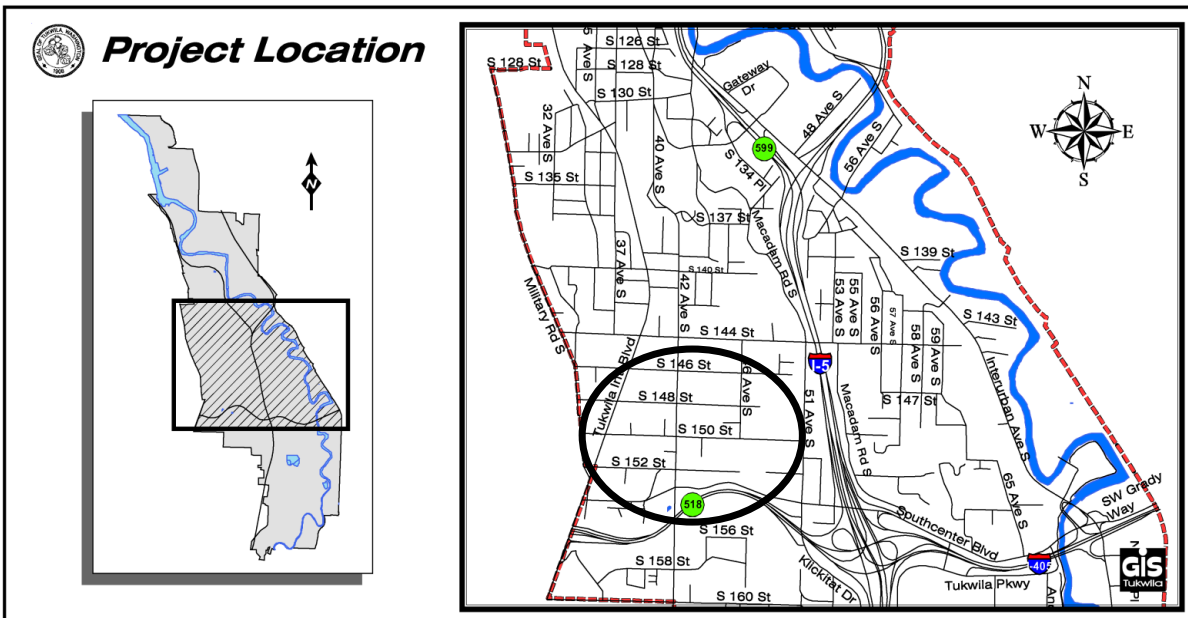 SEAL OF TUKWILA, WASHINGTON
1908
Project Location
N
S 126 St
S 128 St
S 128 St
S 130 St
Gateway
Dr
32 Ave S
40 Ave S
48 Ave S
56 Ave S
599
S 134 Pl
S 135 St
S 137 St
Macadam Rd S
37 Ave S
S 139 St
S 140 St
42 Ave S
Military Rd S
53 Ave S
55 Ave S
56 Ave S
57 Ave S
58 Ave S
59 Ave S
S 143 St
S 144 St
Interurban Ave S
I-5
S 146 St
Tukwila Int Blvd
S 148 St
51 Ave S
Macadam Rd S
S 147 St
S 150 St
S 152 St
65 Ave S
SW Grady
Way
518
Southcenter Blvd
S 156 St
S 158 St
Klickitat Dr
-405
Tukwila Pkwy
S 160 St
N
W
E
S
GIS
Tukwila